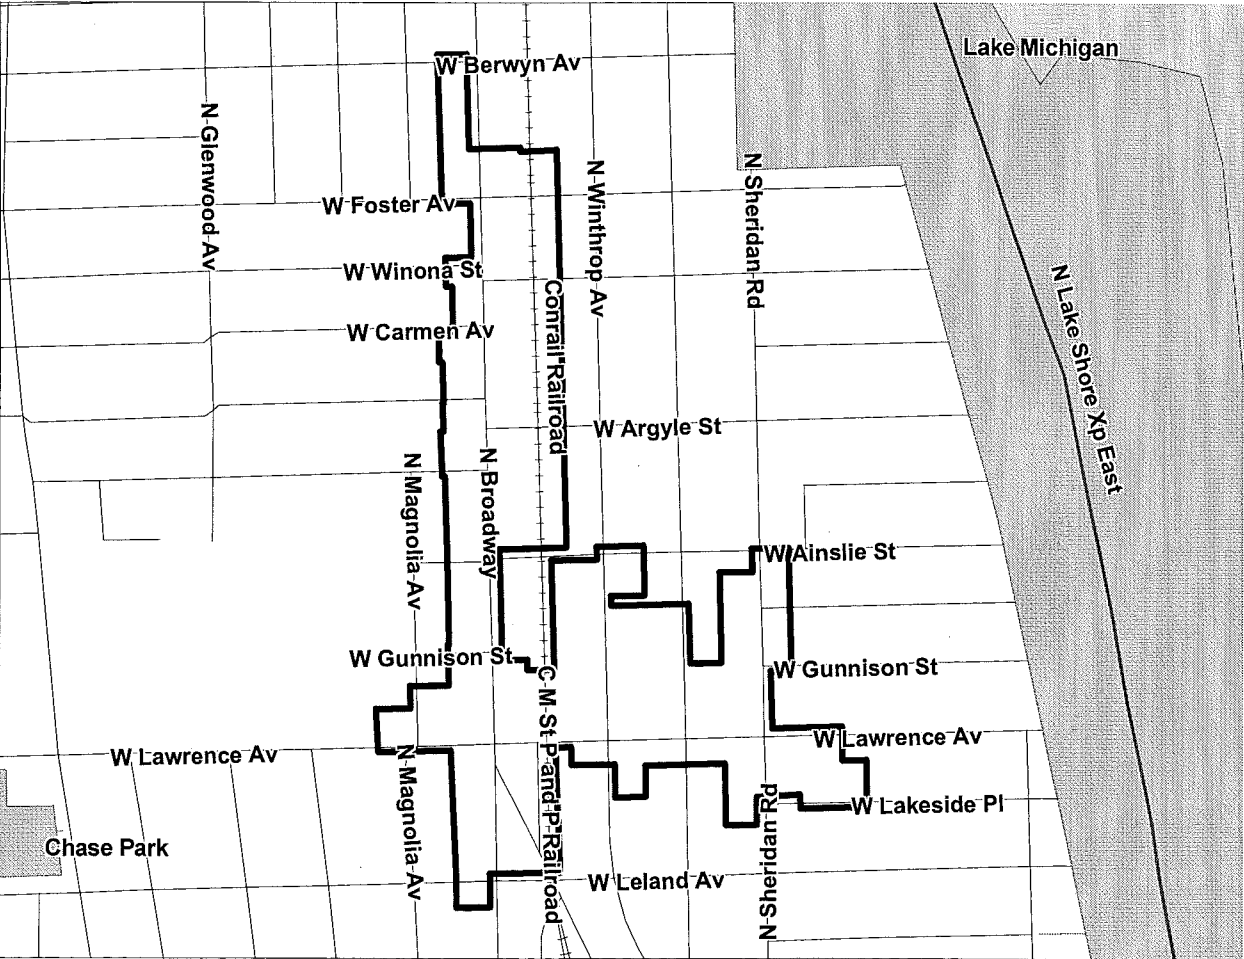 Lake Michigan
W Berwyn Av
N Glenwood Av
N Winthrop Av
N Sheridan Rd
W Foster Av
W Winona St
N Lake Shore Xp East
Conrail Railroad
W Carmen Av
W Argyle St
N Magnolia Av
N Broadway
W Ainslie St
W Gunnison St
W Gunnison St
C M St P and P Railroad
W Lawrence Av
W Lawrence Av
N Magnolia Av
N Sheridan Rd
W Lakeside Pl
Chase Park
W Leland Av